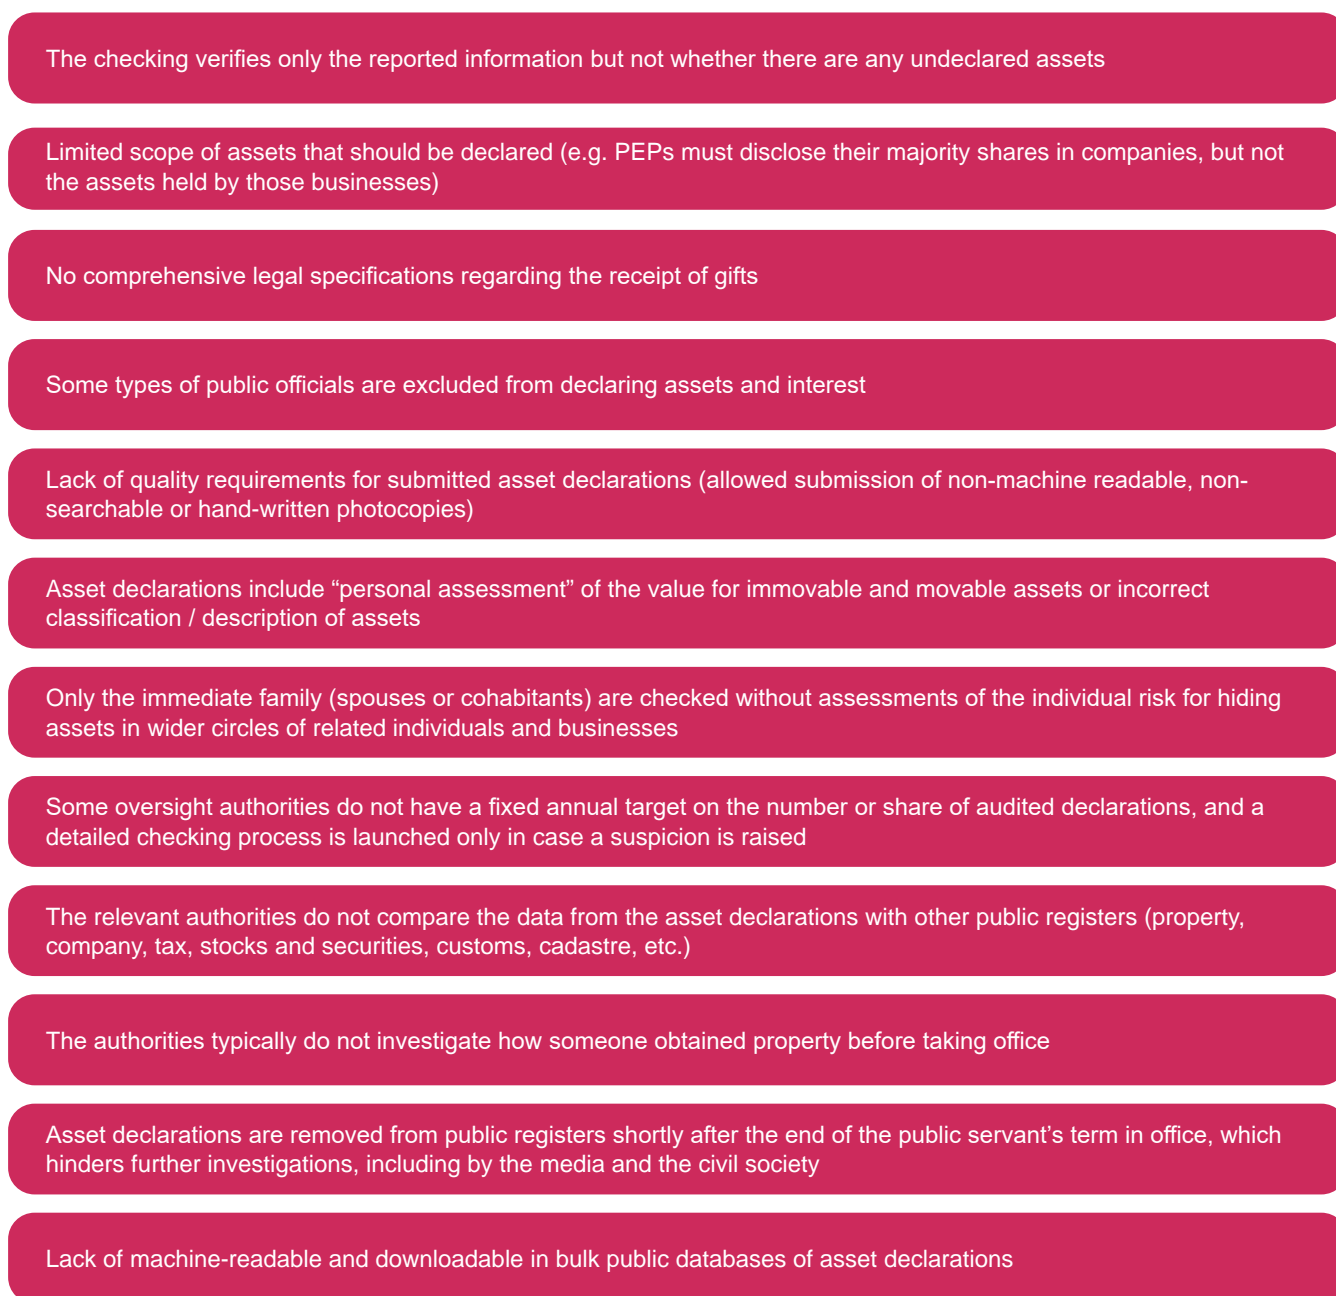 The checking verifies only the reported information but not whether there are any undeclared assets
Limited scope of assets that should be declared (e.g. PEPs must disclose their majority shares in companies, but not
the assets held by those businesses)
No comprehensive legal specifications regarding the receipt of gifts
Some types of public officials are excluded from declaring assets and interest
Lack of quality requirements for submitted asset declarations (allowed submission of non-machine readable, non-
searchable or hand-written photocopies)
Asset declarations include “personal assessment” of the value for immovable and movable assets or incorrect
classification / description of assets
Only the immediate family (spouses or cohabitants) are checked without assessments of the individual risk for hiding
assets in wider circles of related individuals and businesses
Some oversight authorities do not have a fixed annual target on the number or share of audited declarations, and a
detailed checking process is launched only in case a suspicion is raised
The relevant authorities do not compare the data from the asset declarations with other public registers (property,
company, tax, stocks and securities, customs, cadastre, etc.)
The authorities typically do not investigate how someone obtained property before taking office
Asset declarations are removed from public registers shortly after the end of the public servant’s term in office, which
hinders further investigations, including by the media and the civil society
Lack of machine-readable and downloadable in bulk public databases of asset declarations